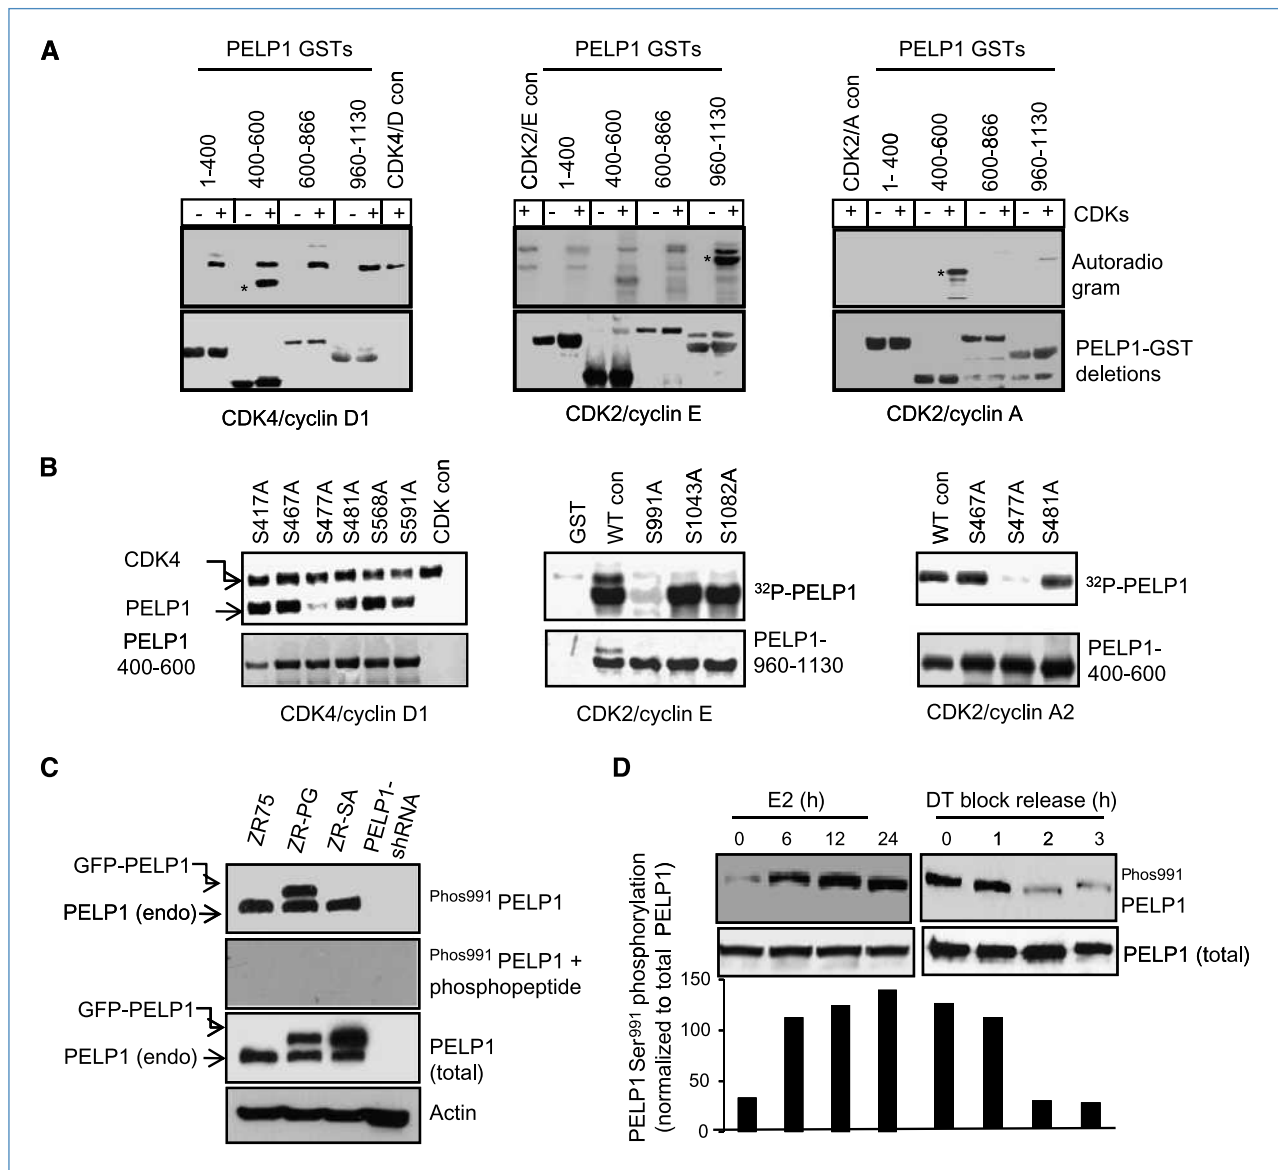 A
PELP1 GSTs
PELP1 GSTs
PELP1 GSTs
1-400
400-600
600-866
960-1130
CDK4/D con
CDK2/E con
1-400
400-600
600-866
960-1130
CDK2/A con
1- 400
400-600
600-866
960-1130
- + - + - + - + +
+ - + - + - + - +
+ - + - + - + - +
CDKs
*
*
*
Autoradio
gram
PELP1-GST
deletions
CDK4/cyclin D1
CDK2/cyclin E
CDK2/cyclin A
B
S417A
S467A
S477A
S481A
S568A
S591A
CDK con
GST
WT con
S991A
S1043A
S1082A
WT con
S467A
S477A
S481A
CDK4
PELP1
PELP1
400-600
32P-PELP1
PELP1-
960-1130
32P-PELP1
PELP1-
400-600
CDK4/cyclin D1
CDK2/cyclin E
CDK2/cyclin A2
C
ZR75
ZR-PG
ZR-SA
PELP1-
shRNA
GFP-PELP1
PELP1 (endo)
Phos991 PELP1
Phos991 PELP1 +
phosphopeptide
GFP-PELP1
PELP1 (endo)
PELP1
(total)
Actin
D
E2 (h)
DT block release (h)
0 6 12 24
0 1 2 3
Phos991
PELP1
PELP1 (total)
PELP1 Ser991 phosphorylation
(normalized to total PELP1)
150
100
50
0